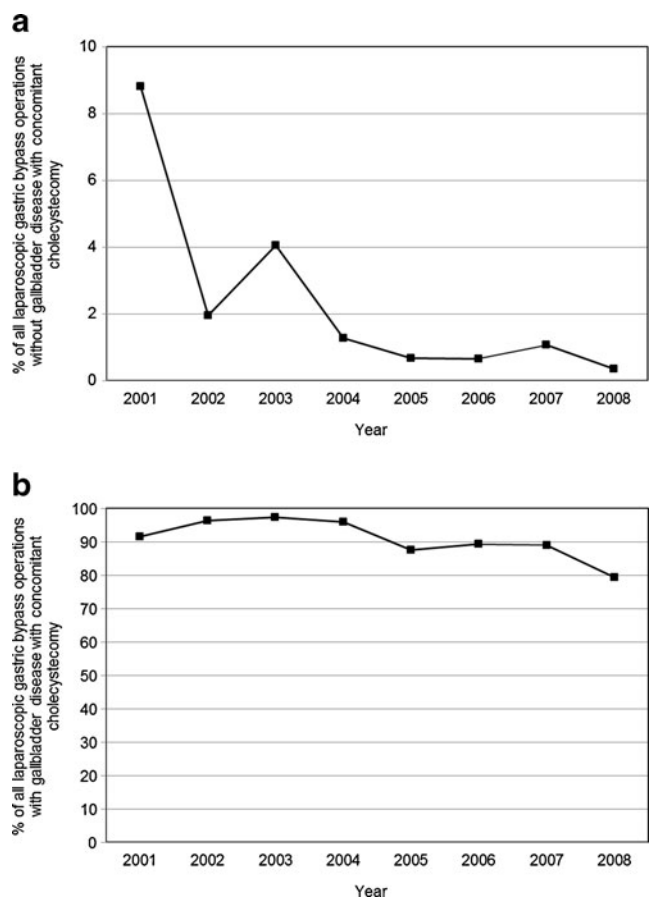 a
% of all laparoscopic gastric bypass operations
without gallbladder disease with concomitant
cholecystecomy
10
8
6
4
2
0
2001 2002 2003 2004 2005 2006 2007 2008
Year
b
% of all laparoscopic gastric bypass operations
with gallbladder disease with concomitant
cholecystecomy
100
90
80
70
60
50
40
30
20
10
0
2001 2002 2003 2004 2005 2006 2007 2008
Year